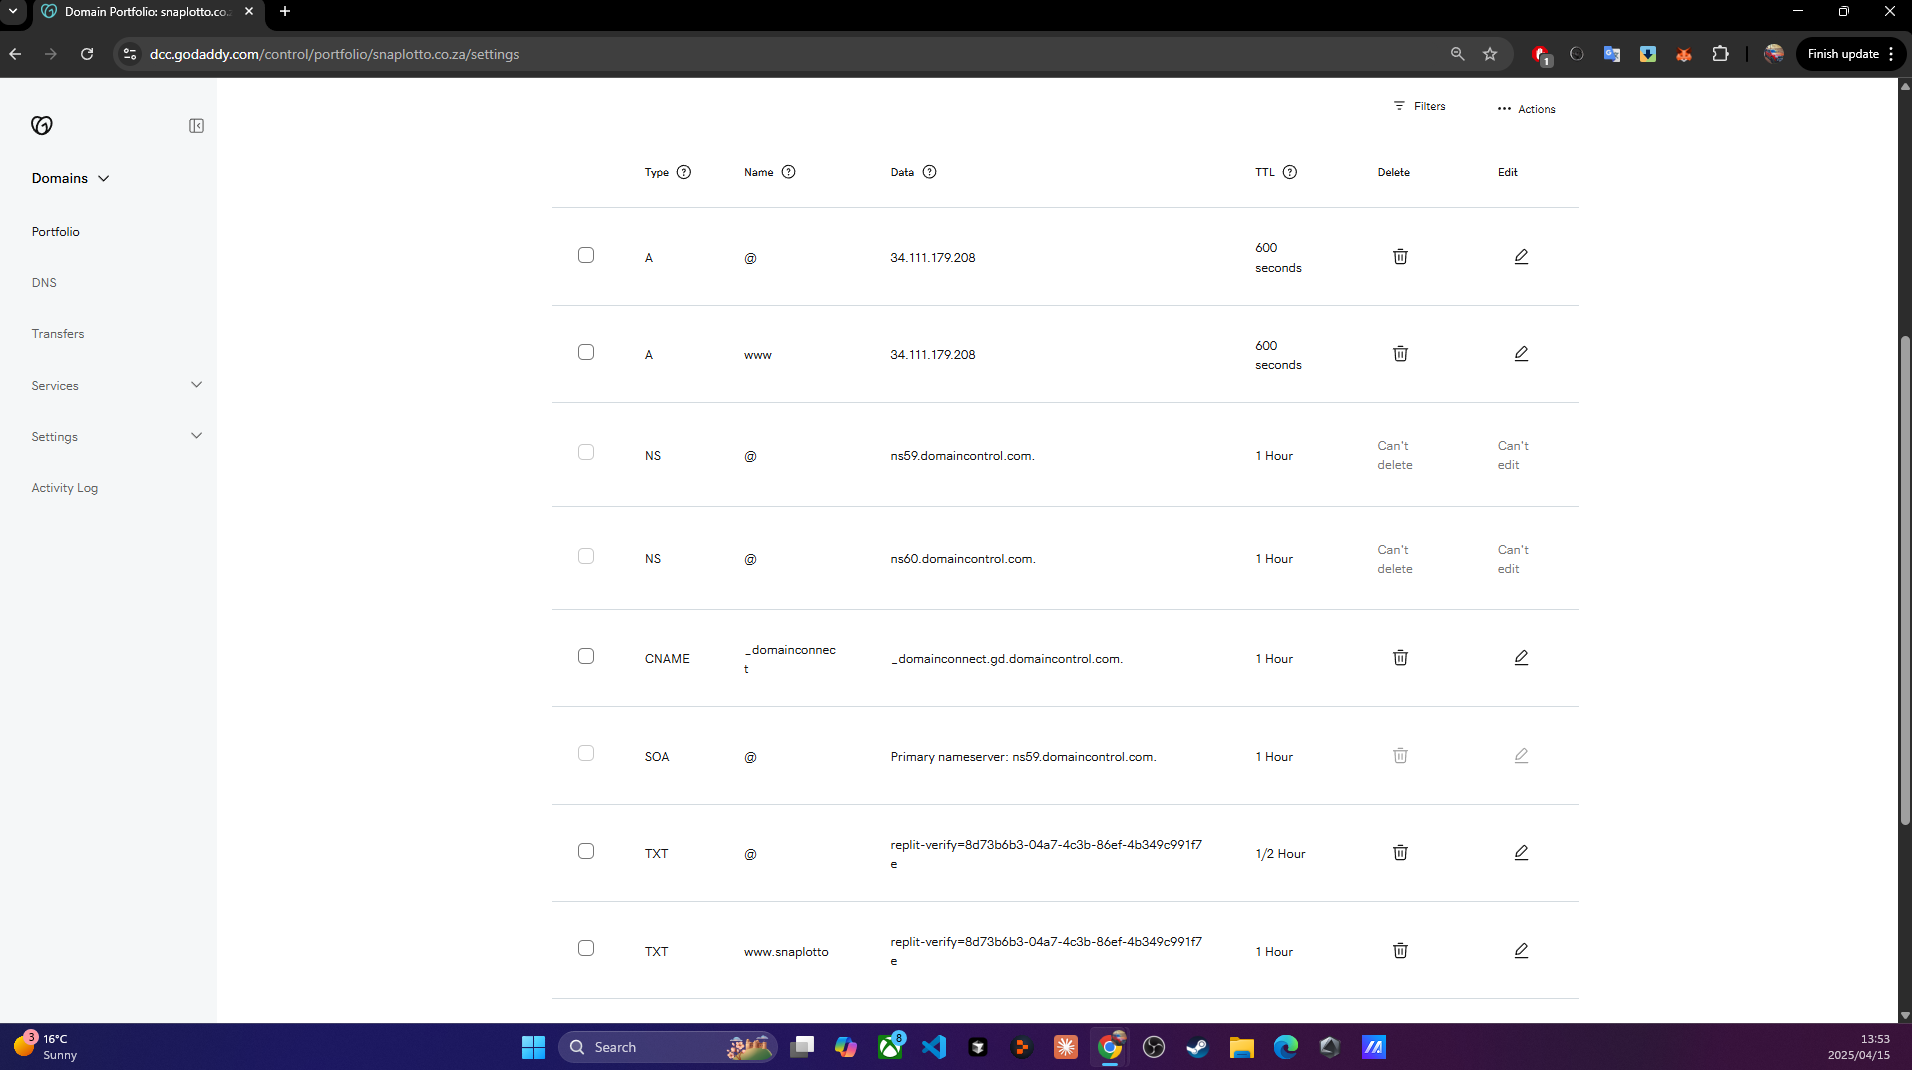 Domain Portfolio: snaplotto.co.
dcc.godaddy.com/control/portfolio/snaplotto.co.za/settings
1
Finish update
Filters
Actions
Domains
Portfolio
DNS
Transfers
Services
Settings
Activity Log
Type ? Name ? Data ? TTL ? Delete Edit
A @ 34.111.179.208 600
seconds
A www 34.111.179.208 600
seconds
NS @ ns59.domaincontrol.com. 1 Hour Can't
delete Can't
edit
NS @ ns60.domaincontrol.com. 1 Hour Can't
delete Can't
edit
CNAME _domainconnec
t _domainconnect.gd.domaincontrol.com. 1 Hour
SOA @ Primary nameserver: ns59.domaincontrol.com. 1 Hour
TXT @ replit-verify=8d73b6b3-04a7-4c3b-86ef-4b349c991f7
e 1/2 Hour
TXT www.snaplotto replit-verify=8d73b6b3-04a7-4c3b-86ef-4b349c991f7
e 1 Hour
3
16°C
Sunny
Search
8
13:53
2025/04/15